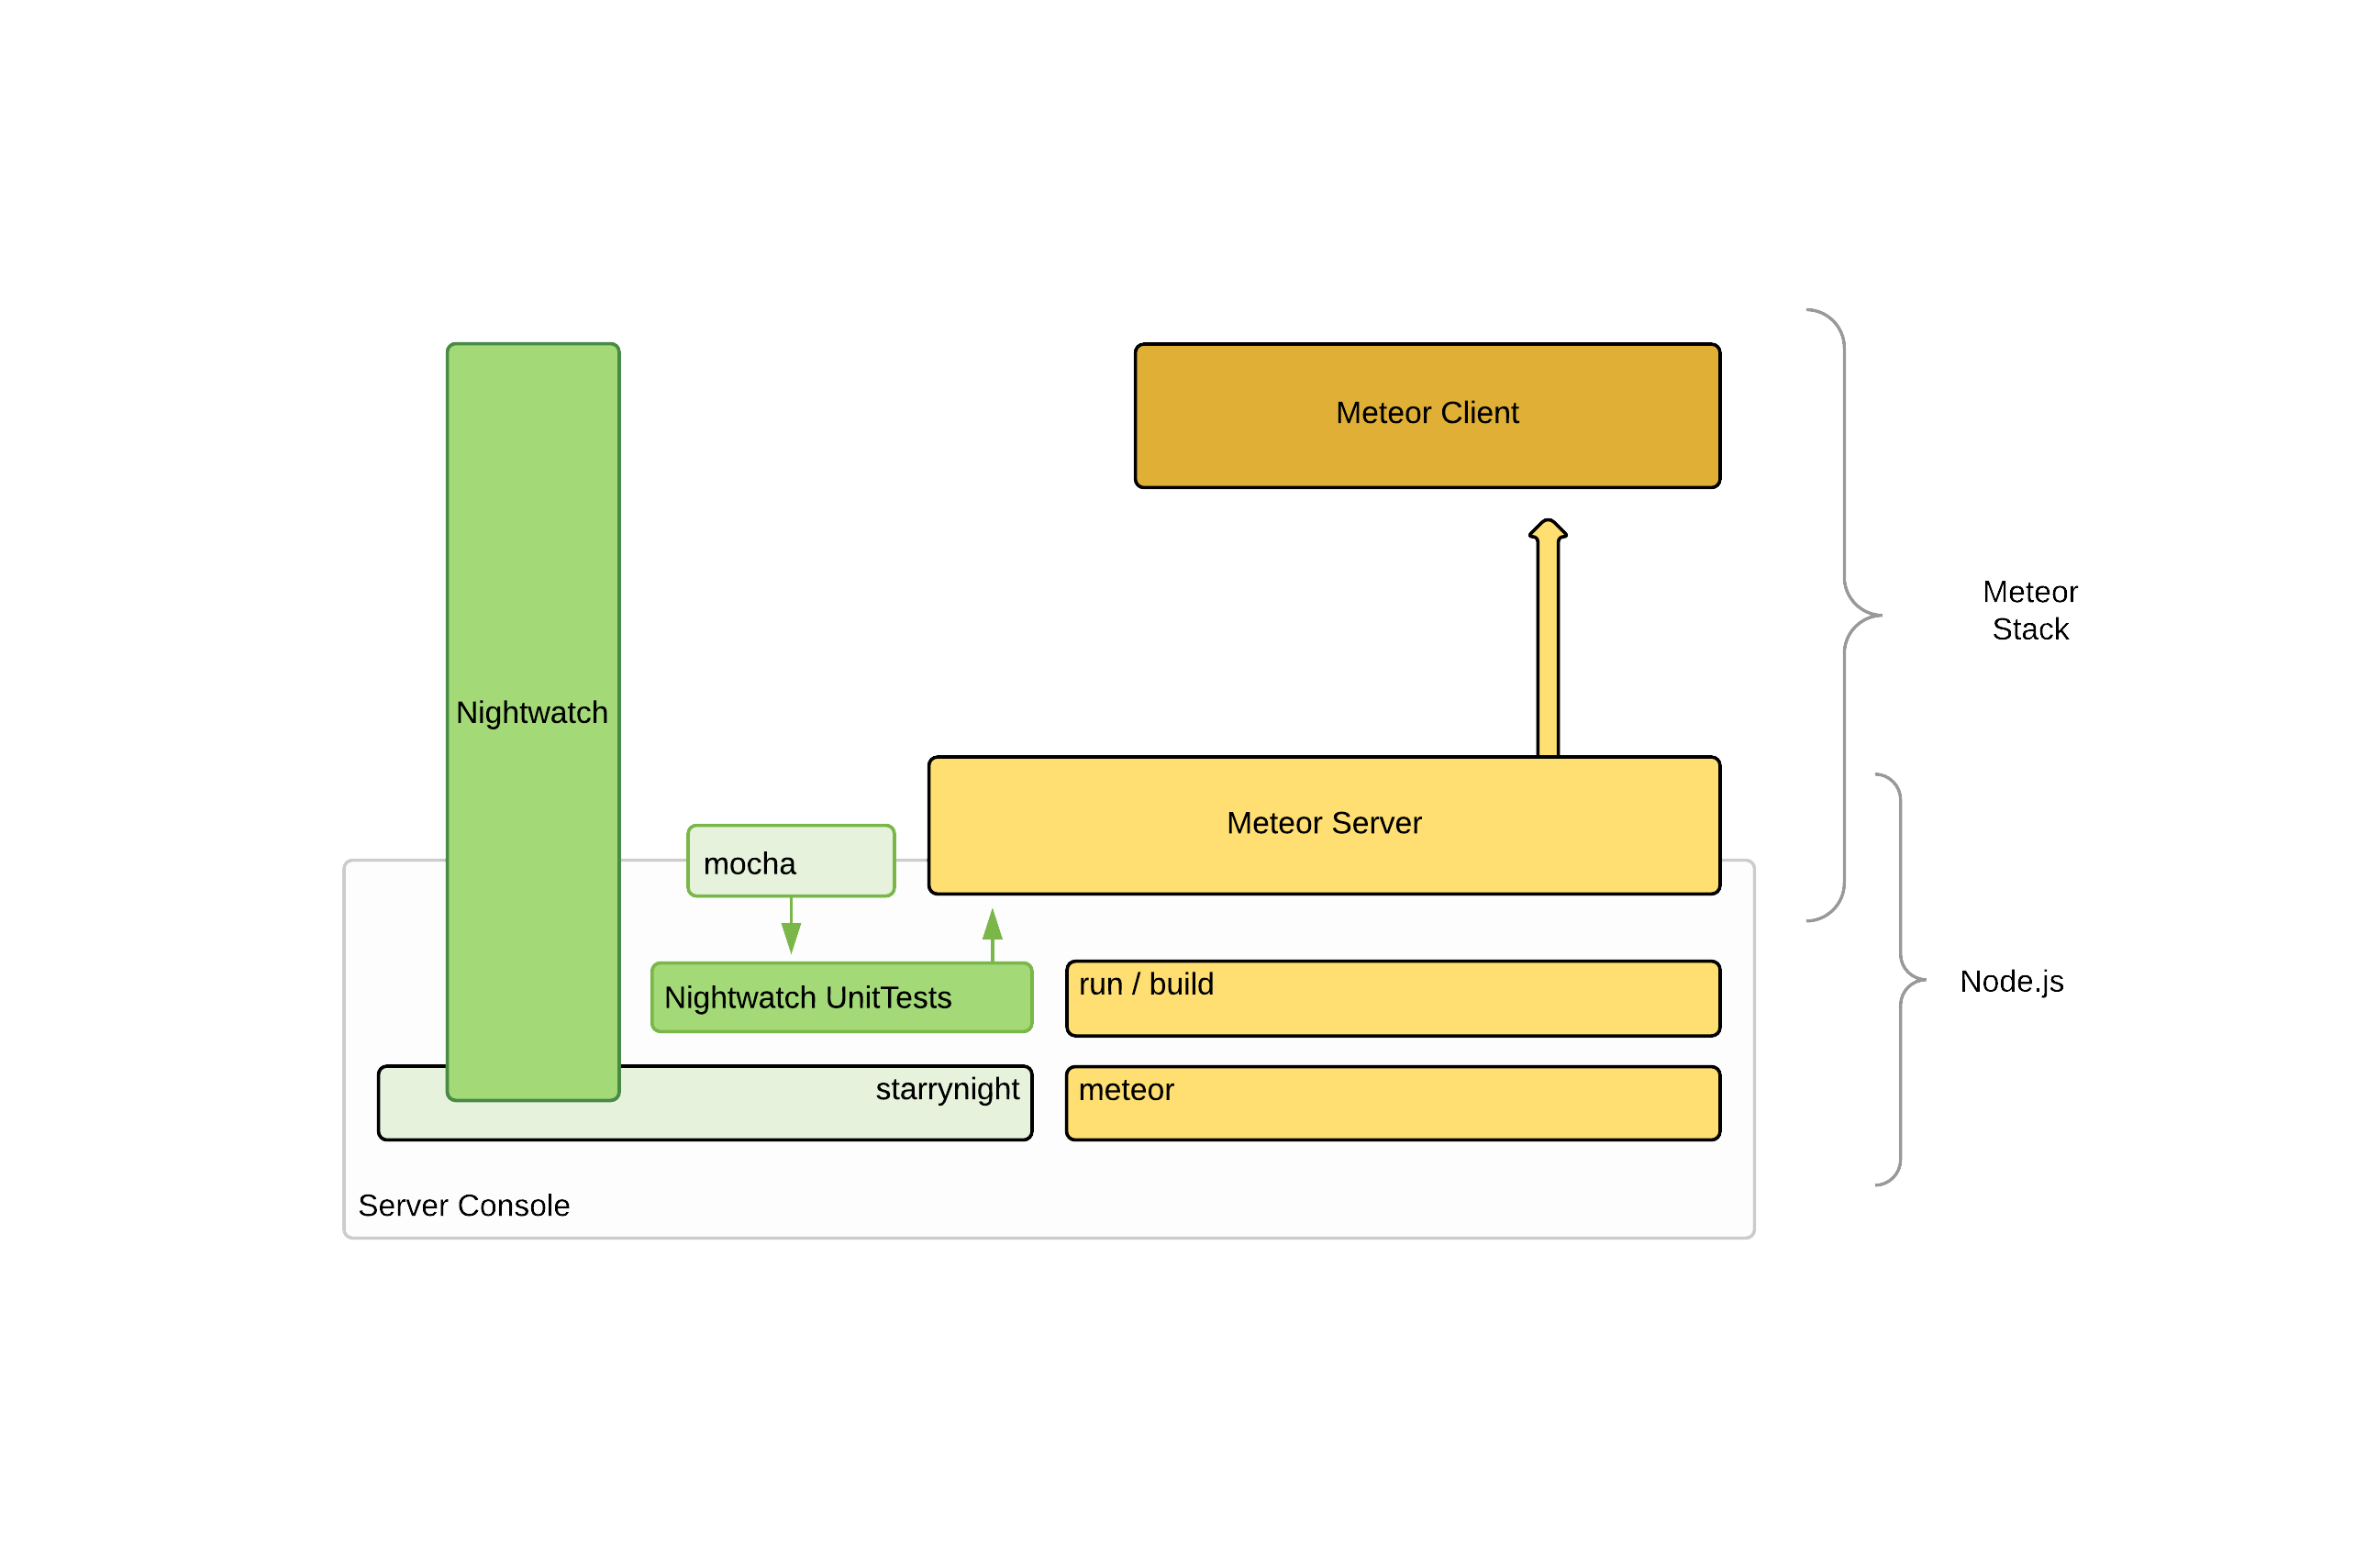 Meteor Client
Meteor
Stack
Nightwatch
Meteor Server
mocha
Nightwatch UnitTests
run / build
Node.js
starrynight
meteor
Server Console